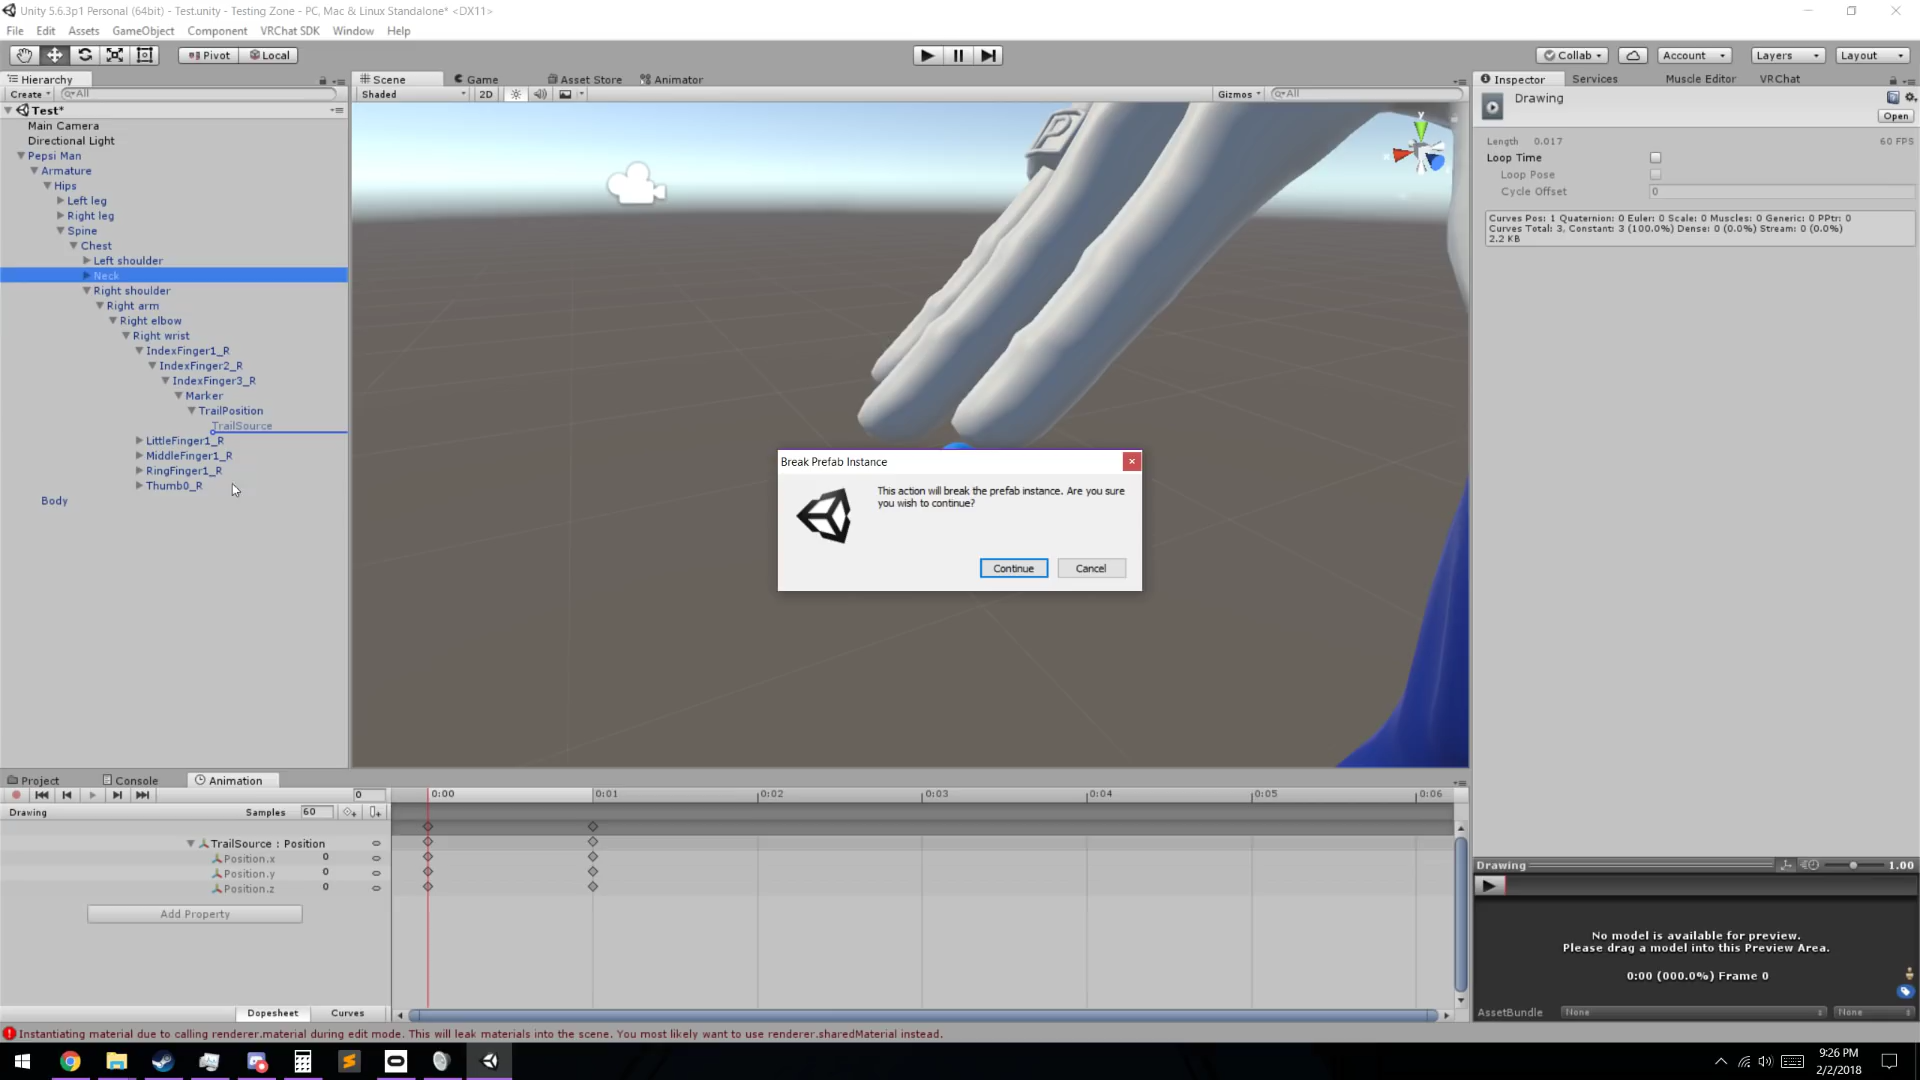 Unity 5.6.3p1 Personal (64bit) - Test.unity - Testing Zone - PC, Mac & Linux Standalone* <DX11>
File Edit Assets GameObject Component VRChat SDK Window Help
Pivot Local Collab Account Layers Layout
Hierarchy
Create All
Test*
Main Camera
Directional Light
Pepsi Man
Armature
Hips
Left leg
Right leg
Spine
Chest
Left shoulder
Neck
Right shoulder
Right arm
Right elbow
Right wrist
IndexFinger1_R
IndexFinger2_R
IndexFinger3_R
Marker
TrailPosition
TrailSource
LittleFinger1_R
MiddleFinger1_R
RingFinger1_R
Thumb0_R
Body
Scene Game Asset Store Animator
Shaded 2D Gizmos All
P
y
Break Prefab Instance
This action will break the prefab instance. Are you sure
you wish to continue?
Continue Cancel
Inspector Services Muscle Editor VRChat
Drawing
Open
Length 0.017 60 FPS
Loop Time
Loop Pose
Cycle Offset 0
Curves Pos: 1 Quaternion: 0 Euler: 0 Scale: 0 Muscles: 0 Generic: 0 PPtr: 0
Curves Total: 3, Constant: 3 (100.0%) Dense: 0 (0.0%) Stream: 0 (0.0%)
2.2 KB
Project Console Animation
0 0:00 0:01 0:02 0:03 0:04 0:05 0:06
Drawing Samples 60
TrailSource : Position
Position.x 0
Position.y 0
Position.z 0
Add Property
Dopesheet Curves
Drawing 1.00
No model is available for preview.
Please drag a model into this Preview Area.
0:00 (000.0%) Frame 0
AssetBundle None None
Instantiating material due to calling renderer.material during edit mode. This will leak materials into the scene. You most likely want to use renderer.sharedMaterial instead.
9:26 PM
2/2/2018